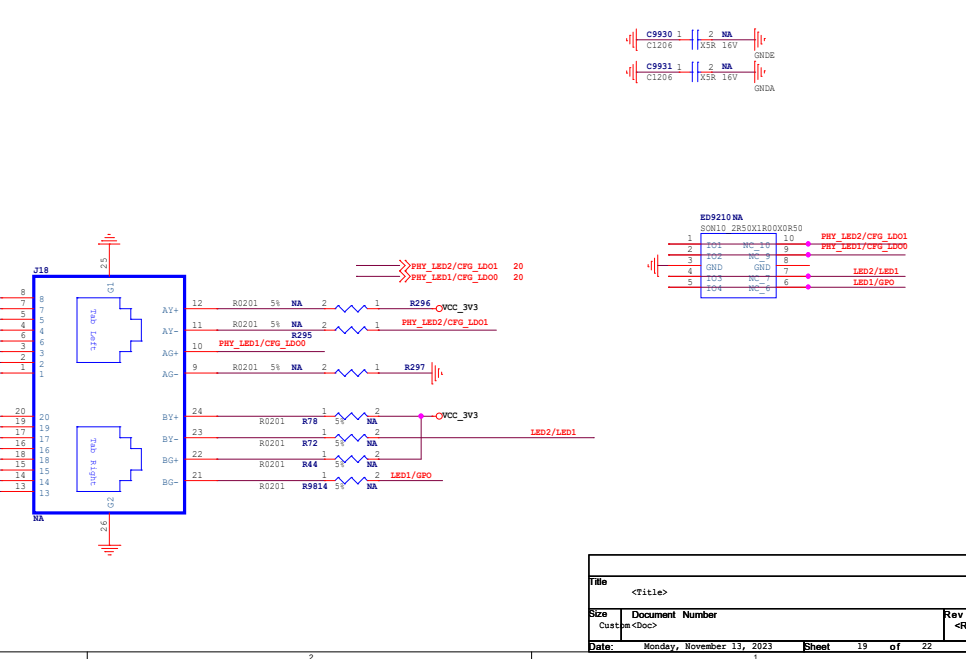 C9930 1 2 NA
C1206 X5R 16V
GNDE
C9931 1 2 NA
C1206 X5R 16V
GNDA
ED9210 NA
SON10_2R50X1R00X0R50
1 IO1 NC_10 10 PHY_LED2/CFG_LDO1
2 IO2 NC_9 9 PHY_LED1/CFG_LDO0
3 GND GND 8
4 IO3 NC_7 7 LED2/LED1
5 IO4 NC_6 6 LED1/GPO
PHY_LED2/CFG_LDO1 20
PHY_LED1/CFG_LDO0 20
J18
25
G1
8 8
7 7
5 5
4 4
6 6
3 3
2 2
1 1
Tab Left
AY+ 12 R0201 5% NA 2 1 R296 VCC_3V3
AY- 11 R0201 5% NA 2 1 PHY_LED2/CFG_LDO1
R295
AG+ 10 PHY_LED1/CFG_LDO0
AG- 9 R0201 5% NA 2 1 R297
20 20
19 19
17 17
16 16
18 18
15 15
14 14
13 13
Tab Right
BY+ 24 1 2 VCC_3V3
R0201 R78 5% NA
BY- 23 1 2 LED2/LED1
R0201 R72 5% NA
BG+ 22 1 2
R0201 R44 5% NA
BG- 21 1 2 LED1/GPO
R0201 R9814 5% NA
G2
26
NA
Title
<Title>
Size Document Number Rev
Custom <Doc> <R
Date: Monday, November 13, 2023 Sheet 19 of 22
2 1